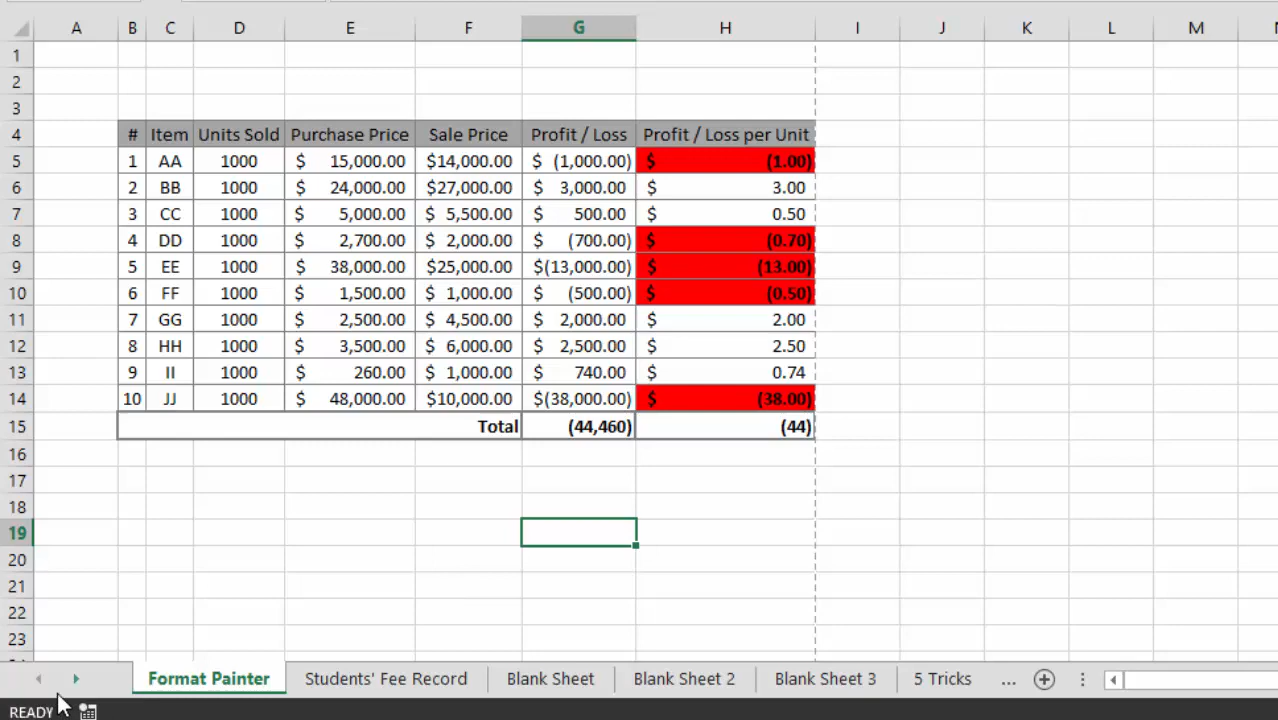 A B C D E F G H I J K L M
1
2
3
4 # Item Units Sold Purchase Price Sale Price Profit / Loss Profit / Loss per Unit
5 1 AA 1000 $ 15,000.00 $14,000.00 $ (1,000.00) $ (1.00)
6 2 BB 1000 $ 24,000.00 $27,000.00 $ 3,000.00 $ 3.00
7 3 CC 1000 $ 5,000.00 $ 5,500.00 $ 500.00 $ 0.50
8 4 DD 1000 $ 2,700.00 $ 2,000.00 $ (700.00) $ (0.70)
9 5 EE 1000 $ 38,000.00 $25,000.00 $(13,000.00) $ (13.00)
10 6 FF 1000 $ 1,500.00 $ 1,000.00 $ (500.00) $ (0.50)
11 7 GG 1000 $ 2,500.00 $ 4,500.00 $ 2,000.00 $ 2.00
12 8 HH 1000 $ 3,500.00 $ 6,000.00 $ 2,500.00 $ 2.50
13 9 II 1000 $ 260.00 $ 1,000.00 $ 740.00 $ 0.74
14 10 JJ 1000 $ 48,000.00 $10,000.00 $(38,000.00) $ (38.00)
15 Total (44,460) (44)
16
17
18
19
20
21
22
23
Format Painter Students' Fee Record Blank Sheet Blank Sheet 2 Blank Sheet 3 5 Tricks ...
READY